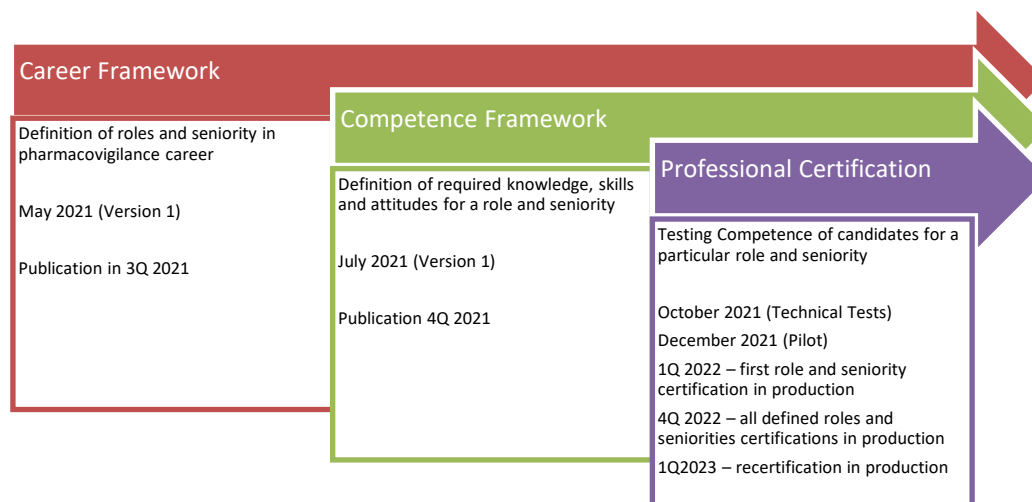 Career Framework
Definition of roles and seniority in
pharmacovigilance career
May 2021 (Version 1)
Publication in 3Q 2021
Competence Framework
Definition of required knowledge, skills
and attitudes for a role and seniority
July 2021 (Version 1)
Publication 4Q 2021
Professional Certification
Testing Competence of candidates for a
particular role and seniority
October 2021 (Technical Tests)
December 2021 (Pilot)
1Q 2022 – first role and seniority
certification in production
4Q 2022 – all defined roles and
seniorities certifications in production
1Q2023 – recertification in production